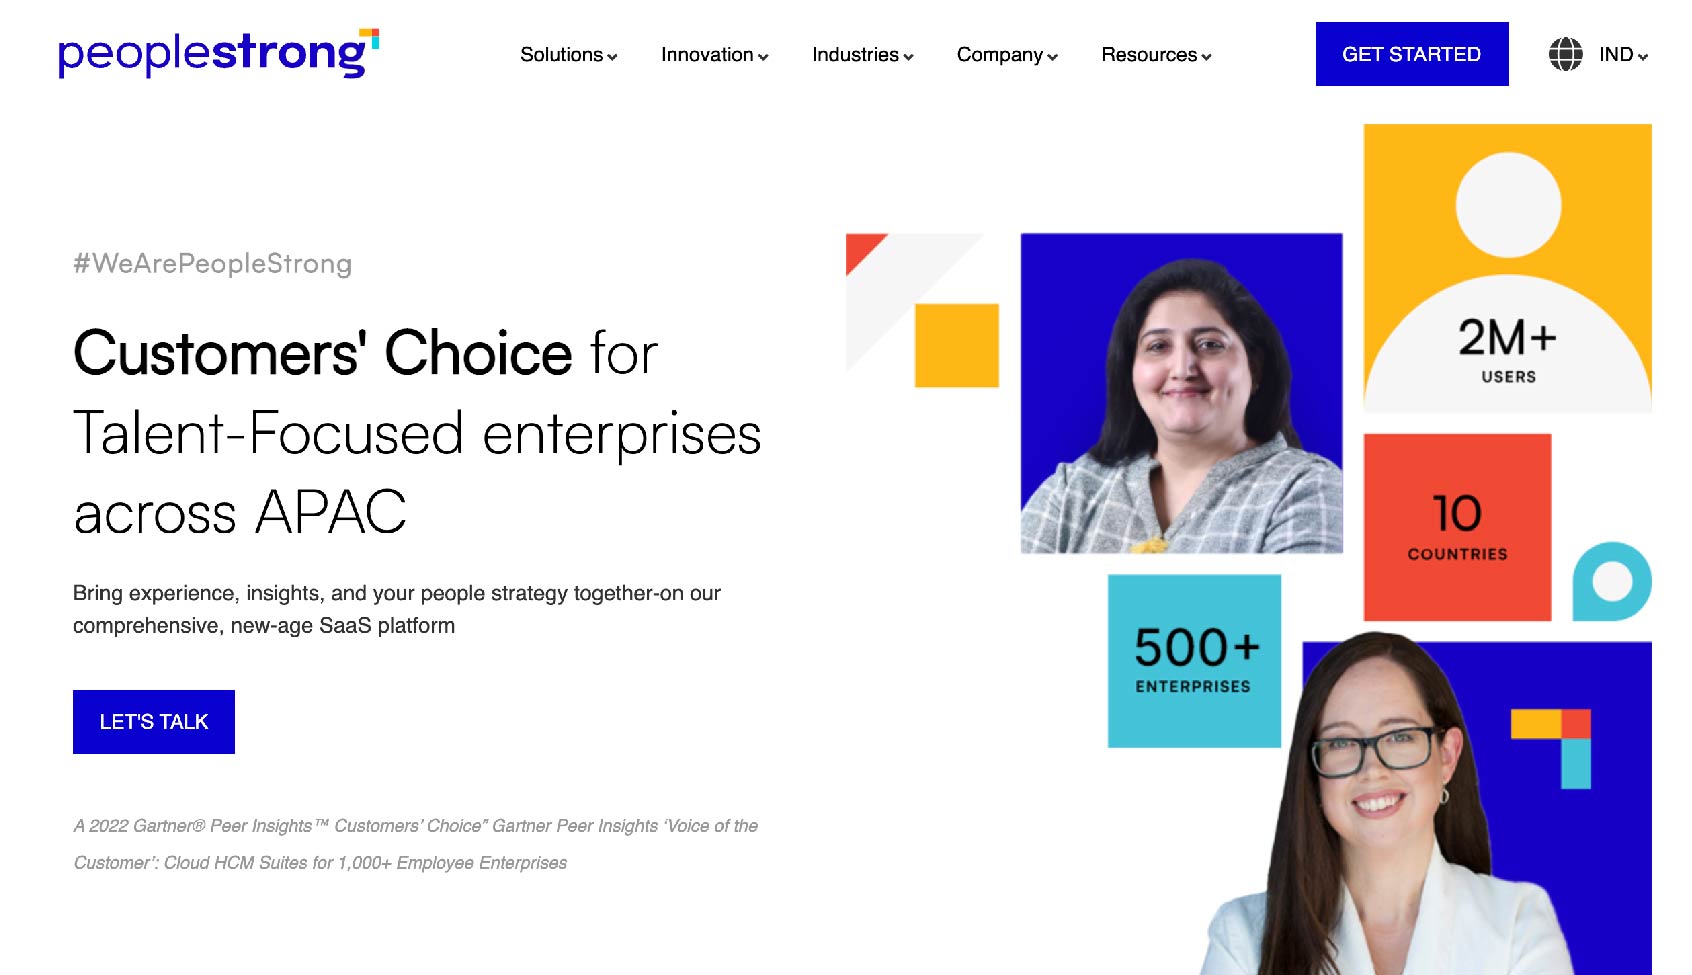 peoplestrong
Solutions
Innovation
Industries
Company
Resources
GET STARTED
IND
#WeArePeopleStrong
Customers' Choice for
Talent-Focused enterprises
across APAC
Bring experience, insights, and your people strategy together-on our
comprehensive, new-age SaaS platform
LET'S TALK
A 2022 Gartner® Peer Insights™ Customers’ Choice” Gartner Peer Insights ‘Voice of the
Customer’: Cloud HCM Suites for 1,000+ Employee Enterprises
2M+
USERS
10
COUNTRIES
500+
ENTERPRISES